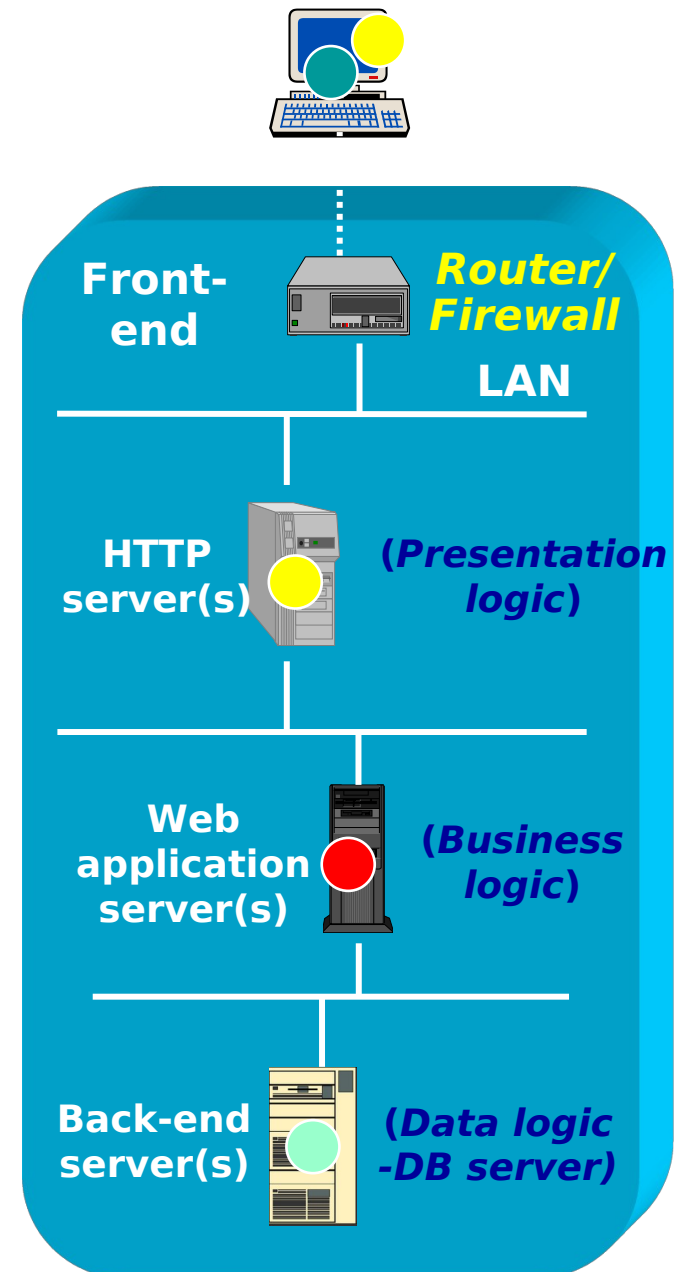 Front-
end
Router/
Firewall
LAN
HTTP
server(s)
(Presentation
logic)
Web
application
server(s)
(Business
logic)
Back-end
server(s)
(Data logic
-DB server)